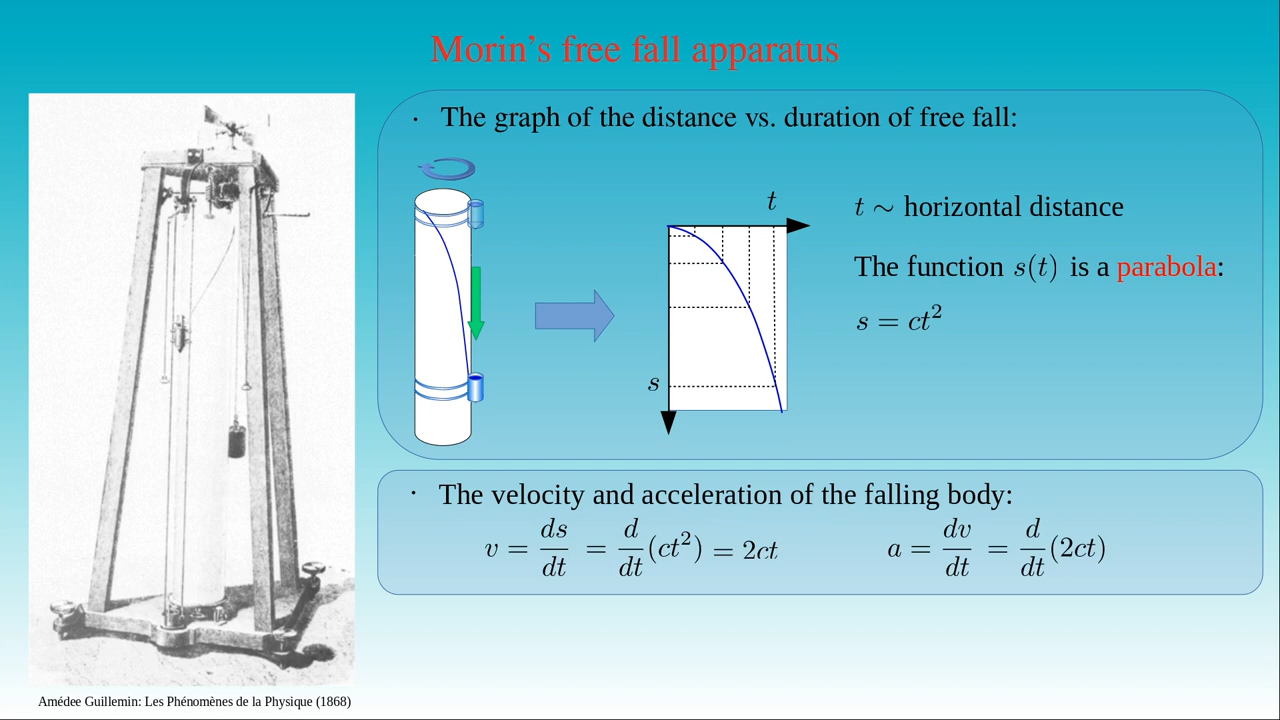 Morin's free fall apparatus
· The graph of the distance vs. duration of free fall:
t
s
t ∼ horizontal distance
The function s(t) is a parabola:
s = ct²
· The velocity and acceleration of the falling body:
v = ds/dt = d/dt(ct²) = 2ct
a = dv/dt = d/dt(2ct)
Amédee Guillemin: Les Phénomènes de la Physique (1868)